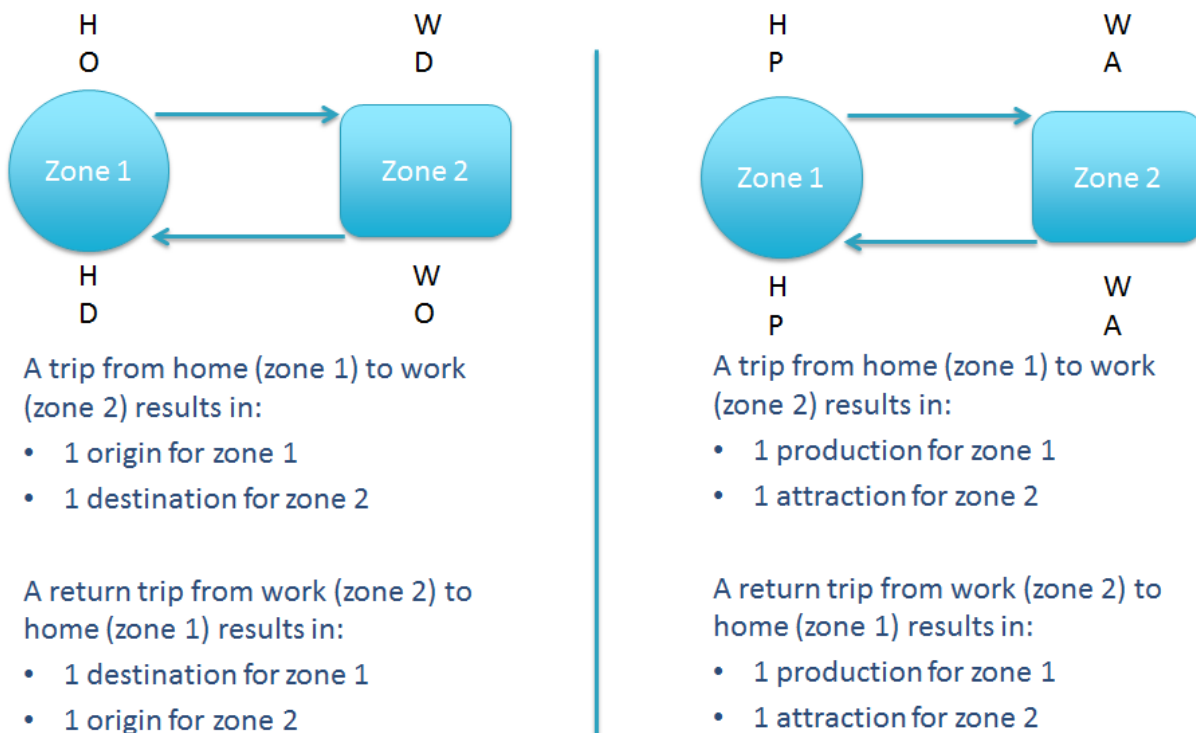 H W
O D
Zone 1 Zone 2
H W
D O
A trip from home (zone 1) to work
(zone 2) results in:
• 1 origin for zone 1
• 1 destination for zone 2
A return trip from work (zone 2) to
home (zone 1) results in:
• 1 destination for zone 1
• 1 origin for zone 2
H W
P A
Zone 1 Zone 2
H W
P A
A trip from home (zone 1) to work
(zone 2) results in:
• 1 production for zone 1
• 1 attraction for zone 2
A return trip from work (zone 2) to
home (zone 1) results in:
• 1 production for zone 1
• 1 attraction for zone 2